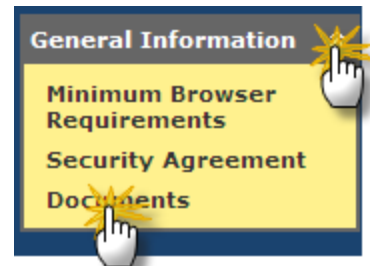 General Information
Minimum Browser
Requirements
Security Agreement
Documents